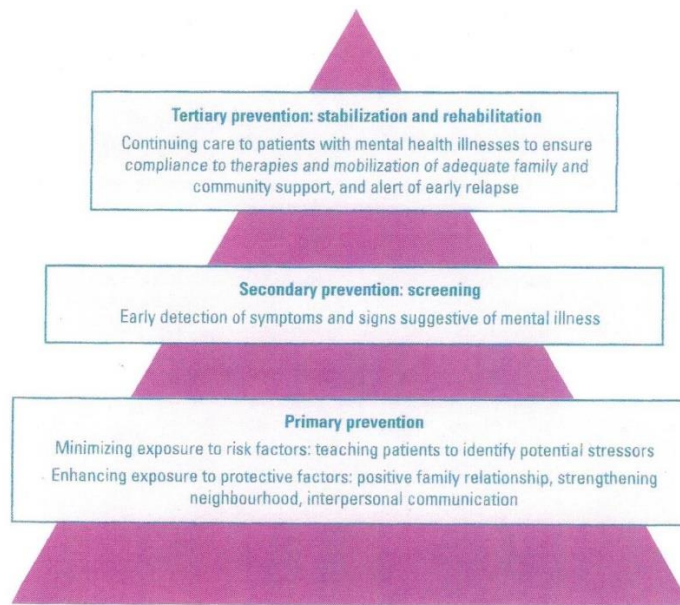 Tertiary prevention: stabilization and rehabilitation
Continuing care to patients with mental health illnesses to ensure
compliance to therapies and mobilization of adequate family and
community support, and alert of early relapse
Secondary prevention: screening
Early detection of symptoms and signs suggestive of mental illness
Primary prevention
Minimizing exposure to risk factors: teaching patients to identify potential stressors
Enhancing exposure to protective factors: positive family relationship, strengthening
neighbourhood, interpersonal communication